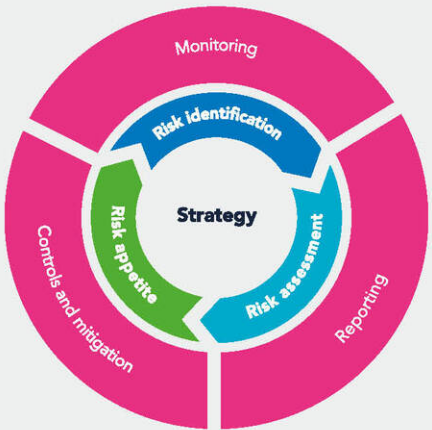 Monitoring
Risk identification
Strategy
Risk appetite
Risk assessment
Controls and mitigation
Reporting